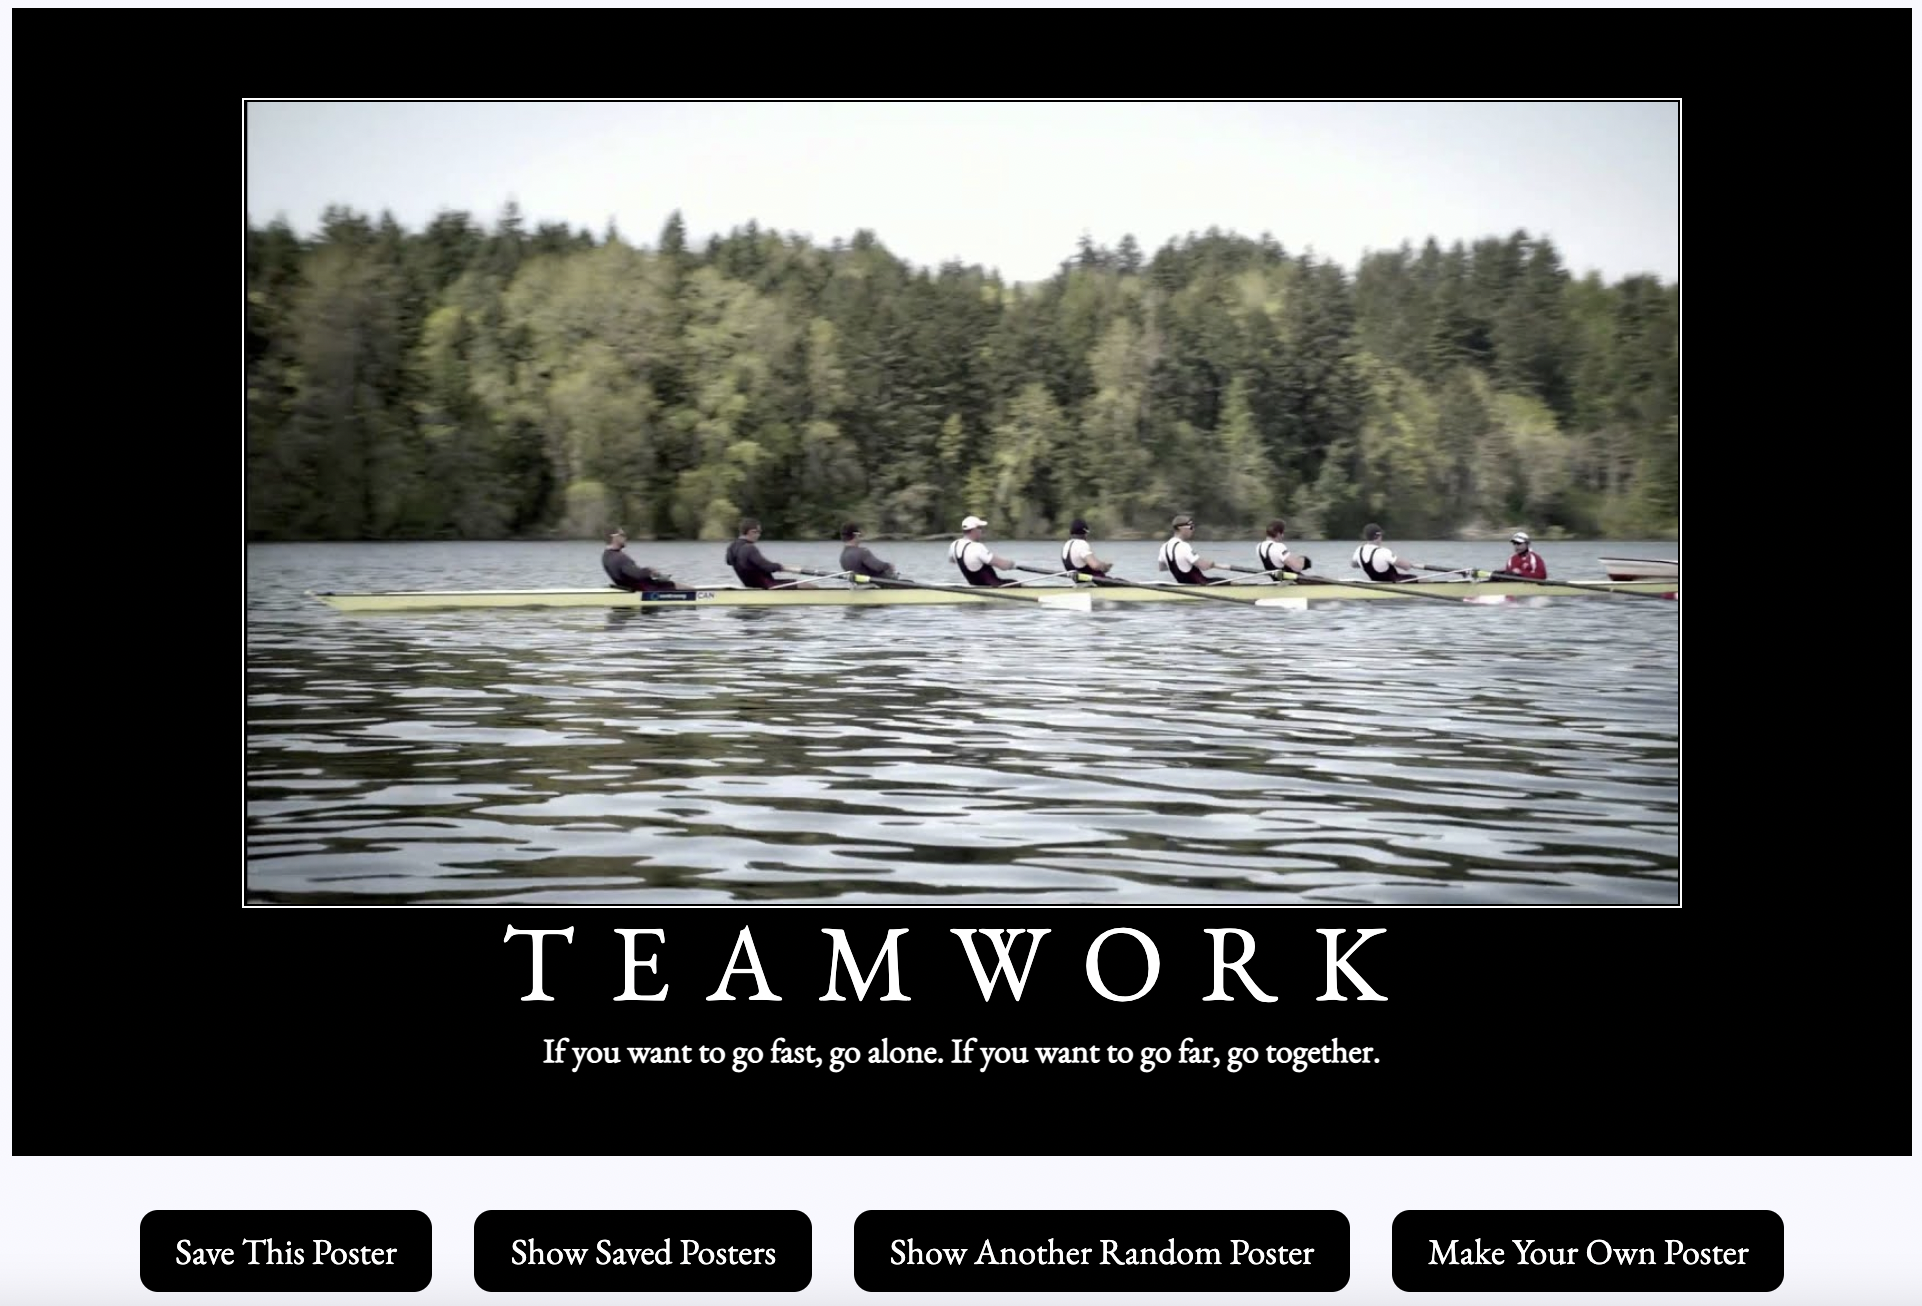 CAN
TEAMWORK
If you want to go fast, go alone. If you want to go far, go together.
Save This Poster
Show Saved Posters
Show Another Random Poster
Make Your Own Poster